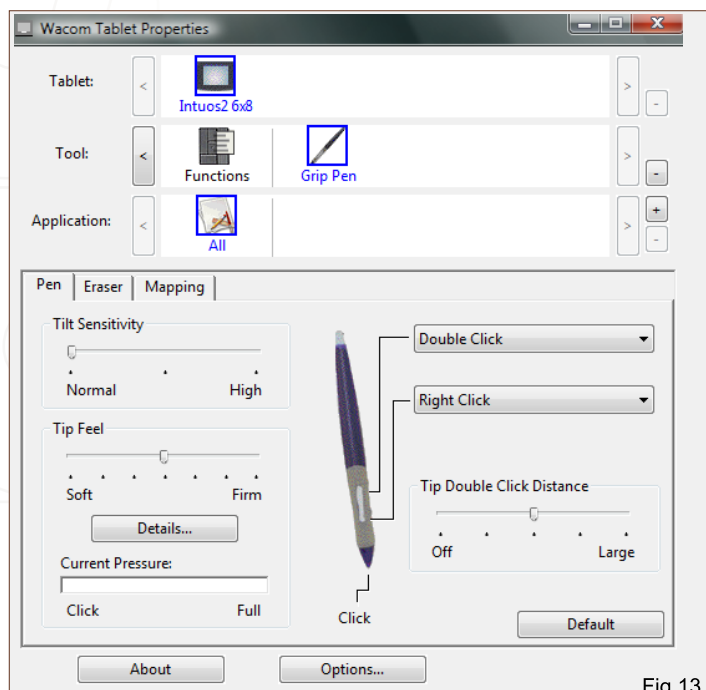 Wacom Tablet Properties
Tablet:
<
Intuos2 6x8
>
-
Tool:
<
Functions
Grip Pen
>
-
Application:
<
All
>
+
-
Pen Eraser Mapping
Tilt Sensitivity
Normal High
Tip Feel
Soft Firm
Details...
Current Pressure:
Click Full
Click
Double Click
Right Click
Tip Double Click Distance
Off Large
Default
About Options...
Fig 13